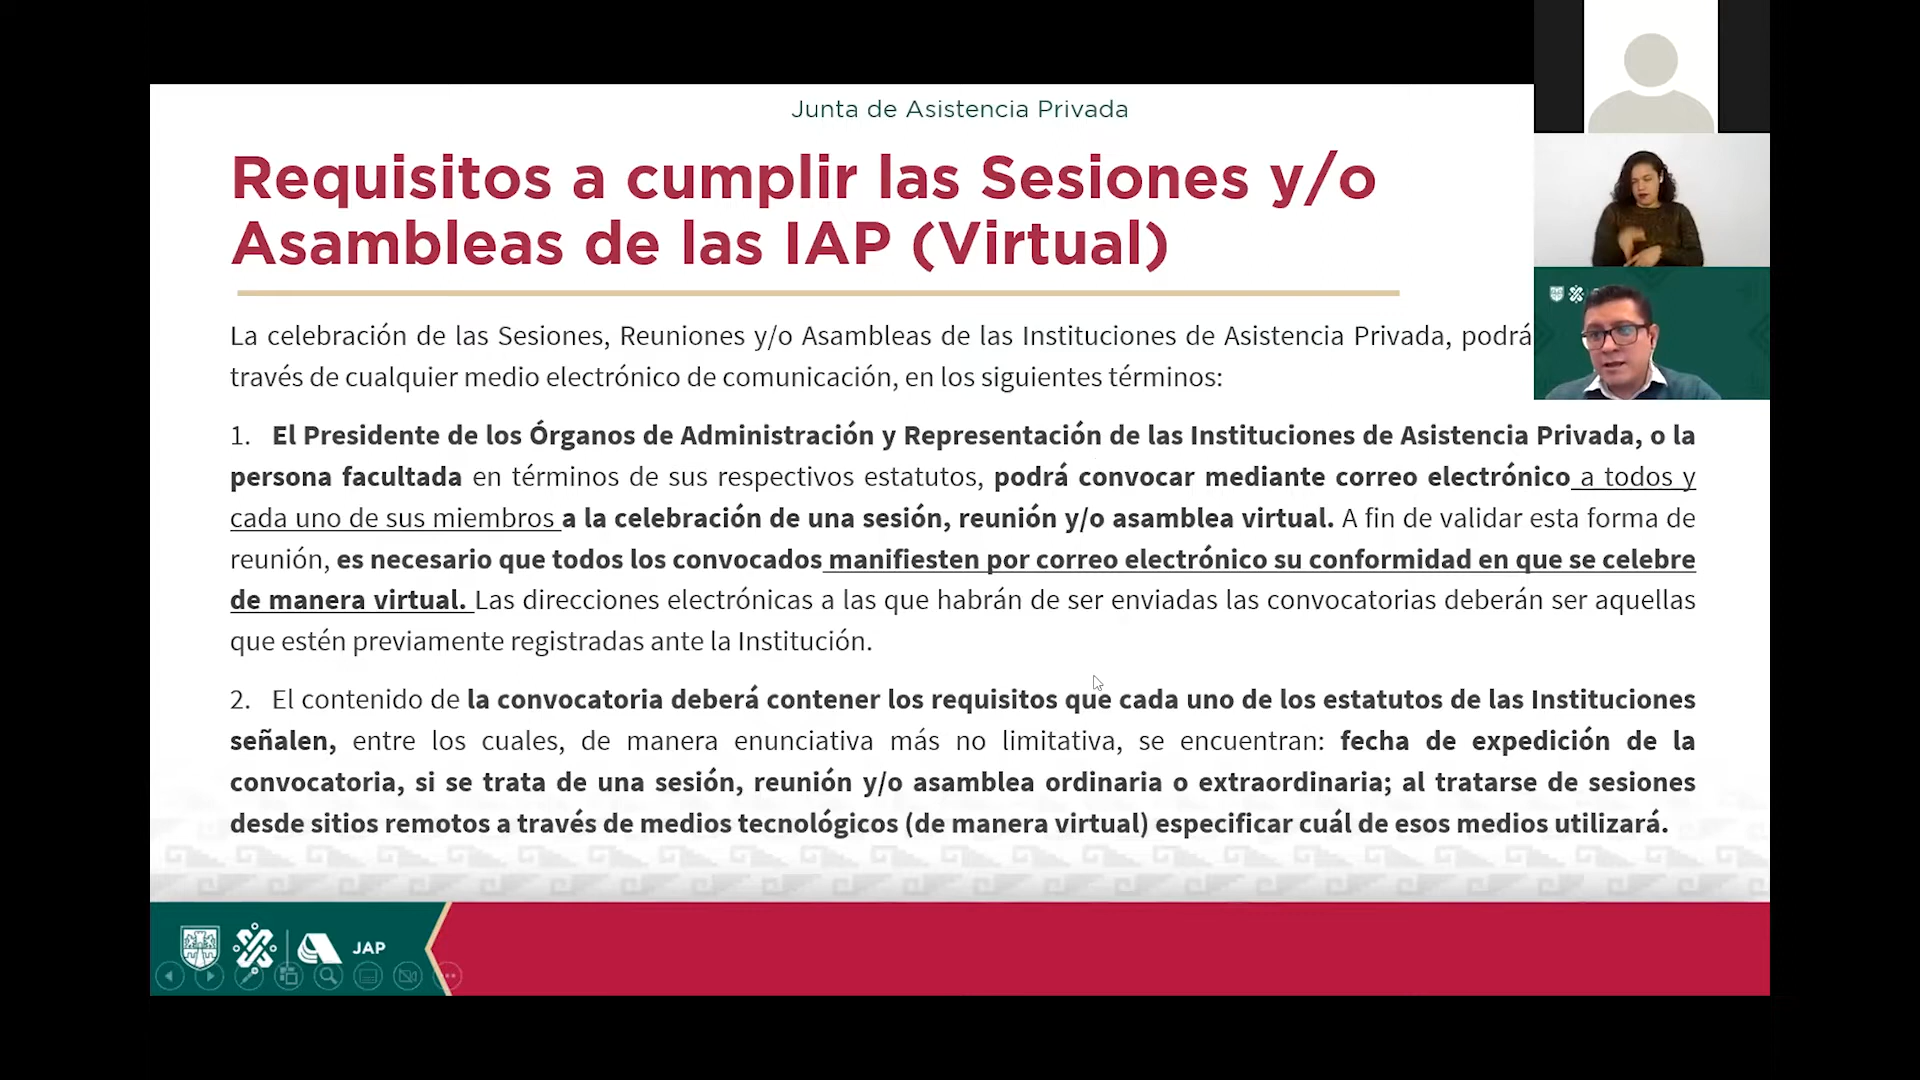 Junta de Asistencia Privada
Requisitos a cumplir las Sesiones y/o
Asambleas de las IAP (Virtual)
La celebración de las Sesiones, Reuniones y/o Asambleas de las Instituciones de Asistencia Privada, podrá
través de cualquier medio electrónico de comunicación, en los siguientes términos:
1. El Presidente de los Órganos de Administración y Representación de las Instituciones de Asistencia Privada, o la
persona facultada en términos de sus respectivos estatutos, podrá convocar mediante correo electrónico a todos y
cada uno de sus miembros a la celebración de una sesión, reunión y/o asamblea virtual. A fin de validar esta forma de
reunión, es necesario que todos los convocados manifiesten por correo electrónico su conformidad en que se celebre
de manera virtual. Las direcciones electrónicas a las que habrán de ser enviadas las convocatorias deberán ser aquellas
que estén previamente registradas ante la Institución.
2. El contenido de la convocatoria deberá contener los requisitos que cada uno de los estatutos de las Instituciones
señalen, entre los cuales, de manera enunciativa más no limitativa, se encuentran: fecha de expedición de la
convocatoria, si se trata de una sesión, reunión y/o asamblea ordinaria o extraordinaria; al tratarse de sesiones
desde sitios remotos a través de medios tecnológicos (de manera virtual) especificar cuál de esos medios utilizará.
JAP